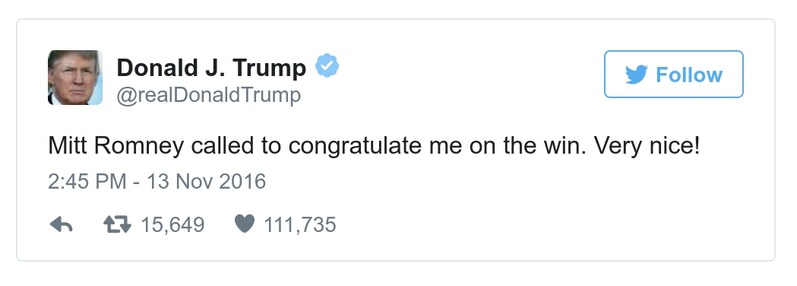 Donald J. Trump
@realDonaldTrump
Follow
Mitt Romney called to congratulate me on the win. Very nice!
2:45 PM - 13 Nov 2016
15,649 111,735